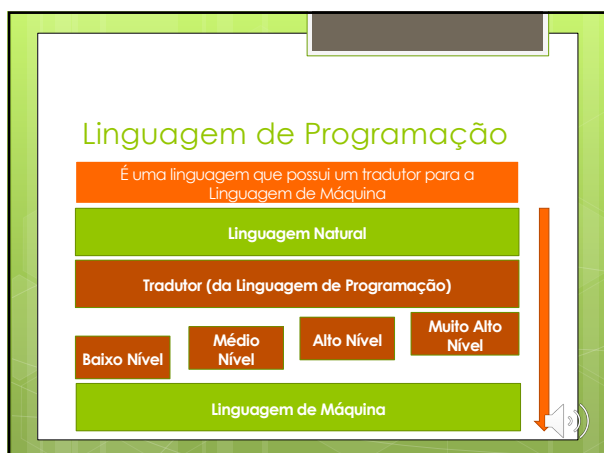 Linguagem de Programação
É uma linguagem que possui um tradutor para a
Linguagem de Máquina
Linguagem Natural
Tradutor (da Linguagem de Programação)
Baixo Nível
Médio
Nível
Alto Nível
Muito Alto
Nível
Linguagem de Máquina